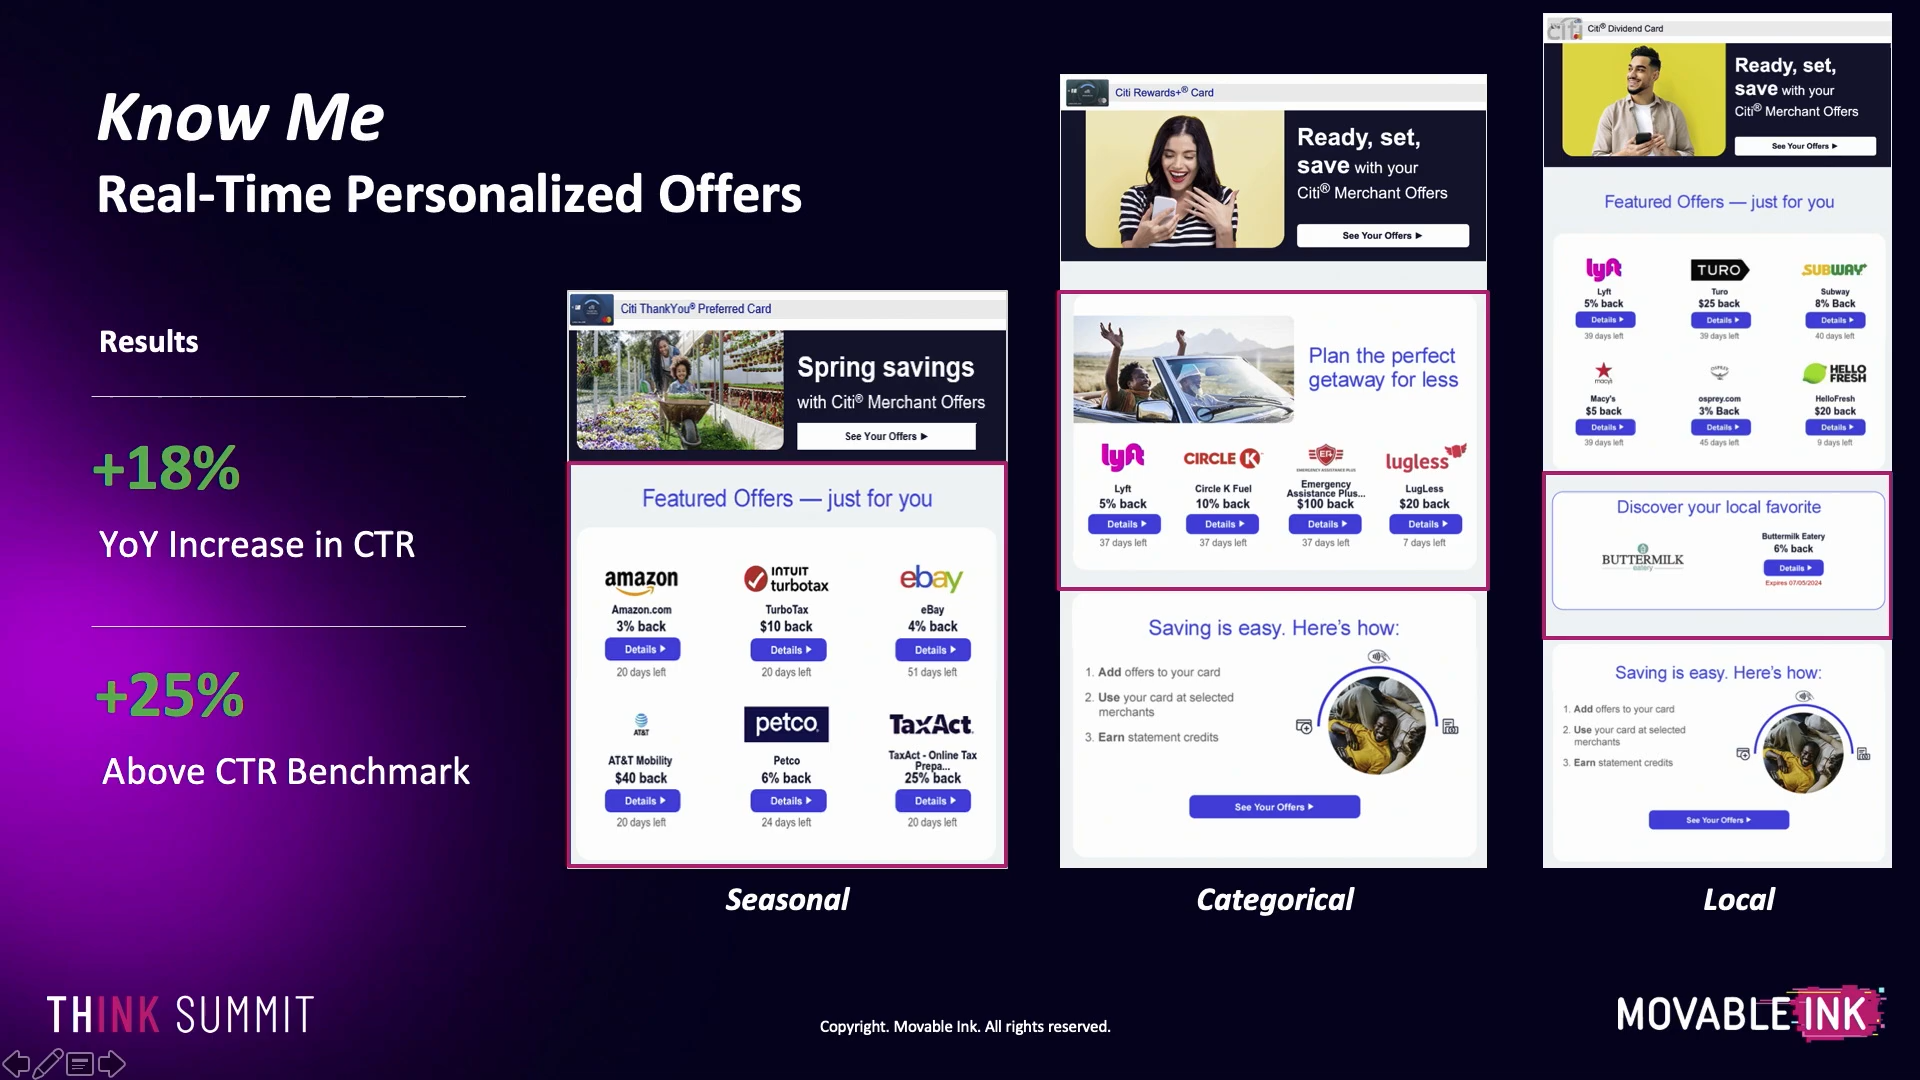 Know Me
Real-Time Personalized Offers
Results
+18%
YoY Increase in CTR
+25%
Above CTR Benchmark
Citi ThankYou® Preferred Card
Spring savings
with Citi® Merchant Offers
See Your Offers ▶
Featured Offers — just for you
amazon
INTUIT turbotax
ebay
Amazon.com
TurboTax
eBay
3% back
$10 back
4% back
Details ▶
Details ▶
Details ▶
20 days left
20 days left
51 days left
AT&T
petco
TaxAct
AT&T Mobility
Petco
TaxAct - Online Tax
Prepa...
$40 back
6% back
25% back
Details ▶
Details ▶
Details ▶
20 days left
24 days left
20 days left
Seasonal
Citi Rewards+® Card
Ready, set,
save with your
Citi® Merchant Offers
See Your Offers ▶
Plan the perfect
getaway for less
lyft
CIRCLE K
EA+
EMERGENCY ASSISTANCE PLUS
lugless
Lyft
Circle K Fuel
Emergency
Assistance Plus...
LugLess
5% back
10% back
$100 back
$20 back
Details ▶
Details ▶
Details ▶
Details ▶
37 days left
37 days left
37 days left
7 days left
Saving is easy. Here's how:
1. Add offers to your card
2. Use your card at selected
merchants
3. Earn statement credits
See Your Offers ▶
Categorical
citi
Citi® Dividend Card
Ready, set,
save with your
Citi® Merchant Offers
See Your Offers ▶
Featured Offers — just for you
lyft
TURO
SUBWAY
Lyft
Turo
Subway
5% back
$25 back
8% Back
Details ▶
Details ▶
Details ▶
39 days left
39 days left
40 days left
macy's
OSPREY
HELLO
FRESH
Macy's
osprey.com
HelloFresh
$5 back
3% Back
$20 back
Details ▶
Details ▶
Details ▶
39 days left
45 days left
9 days left
Discover your local favorite
BUTTERMILK
eatery
Buttermilk Eatery
6% back
Details ▶
Expires 07/05/2024
Saving is easy. Here's how:
1. Add offers to your card
2. Use your card at selected
merchants
3. Earn statement credits
See Your Offers ▶
Local
THINK SUMMIT
Copyright. Movable Ink. All rights reserved.
MOVABLE INK